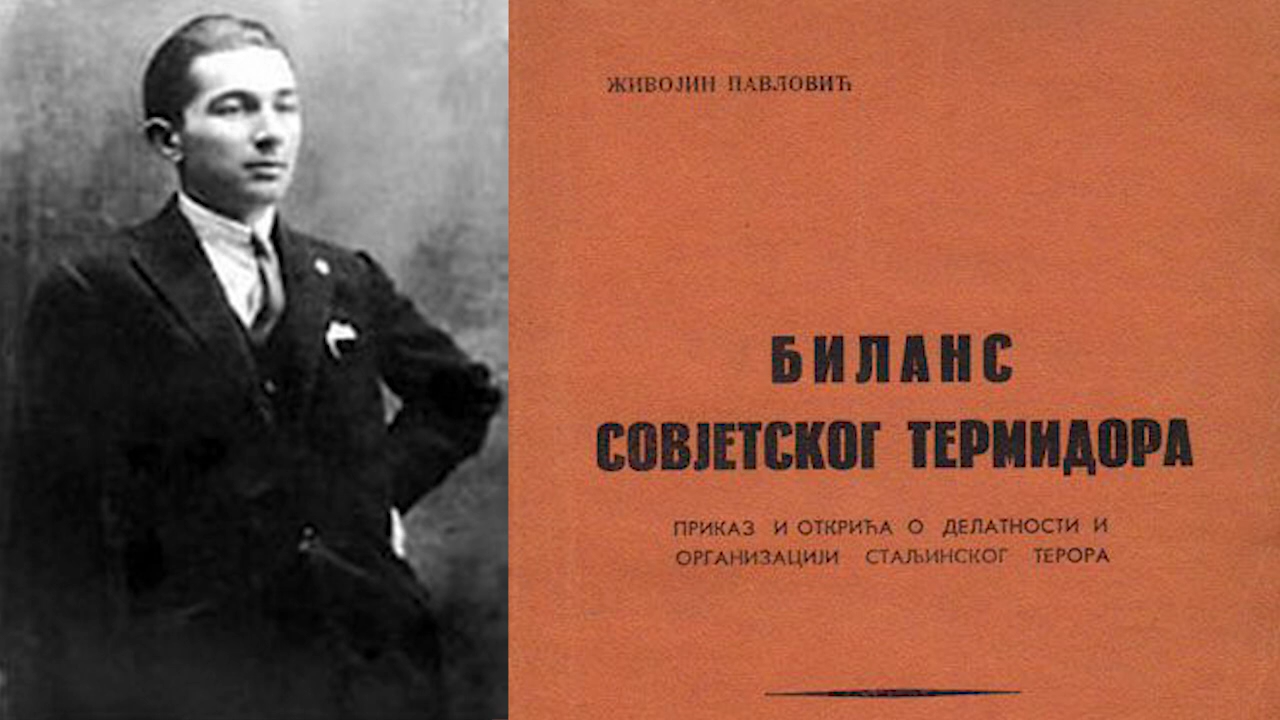 ЖИВОЈИН ПАВЛОВИЋ
БИЛАНС
СОВЈЕТСКОГ ТЕРМИДОРА
ПРИКАЗ И ОТКРИЋА О ДЕЛАТНОСТИ И
ОРГАНИЗАЦИЈИ СТАЉИНСКОГ ТЕРОРА